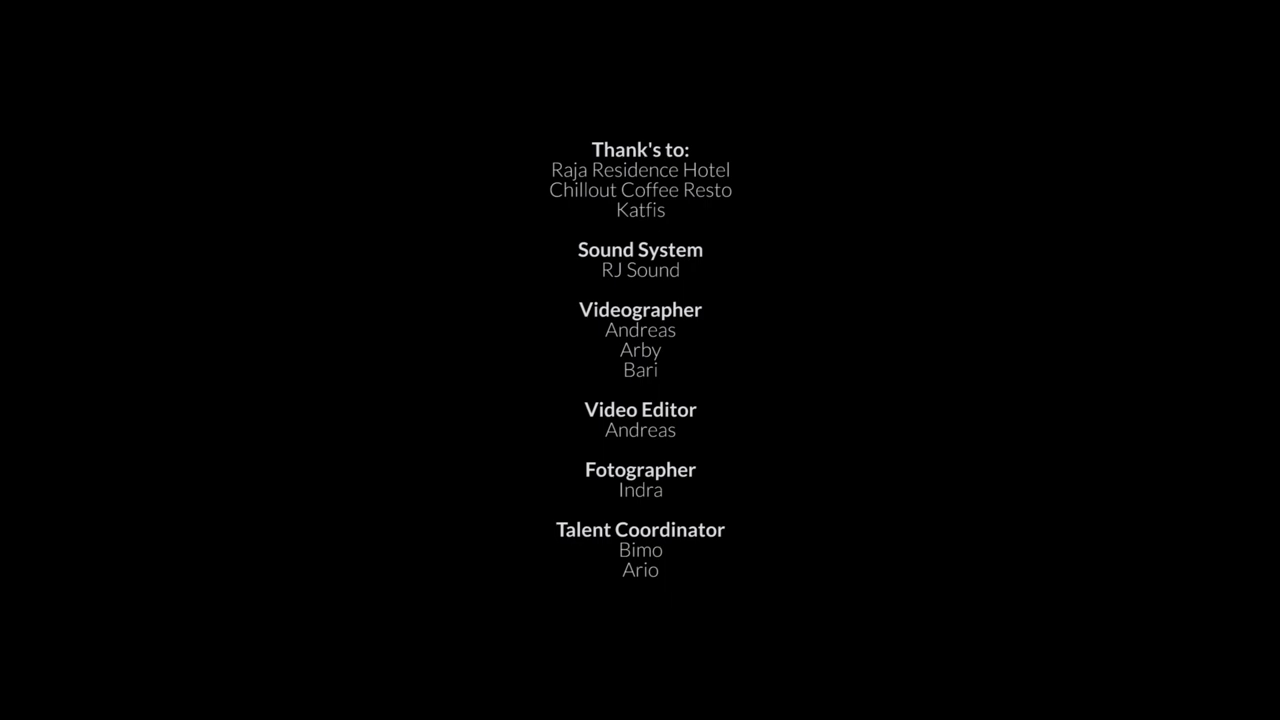 Thank's to:
Raja Residence Hotel
Chillout Coffee Resto
Katfis
Sound System
RJ Sound
Videographer
Andreas
Arby
Bari
Video Editor
Andreas
Fotographer
Indra
Talent Coordinator
Bimo
Ario